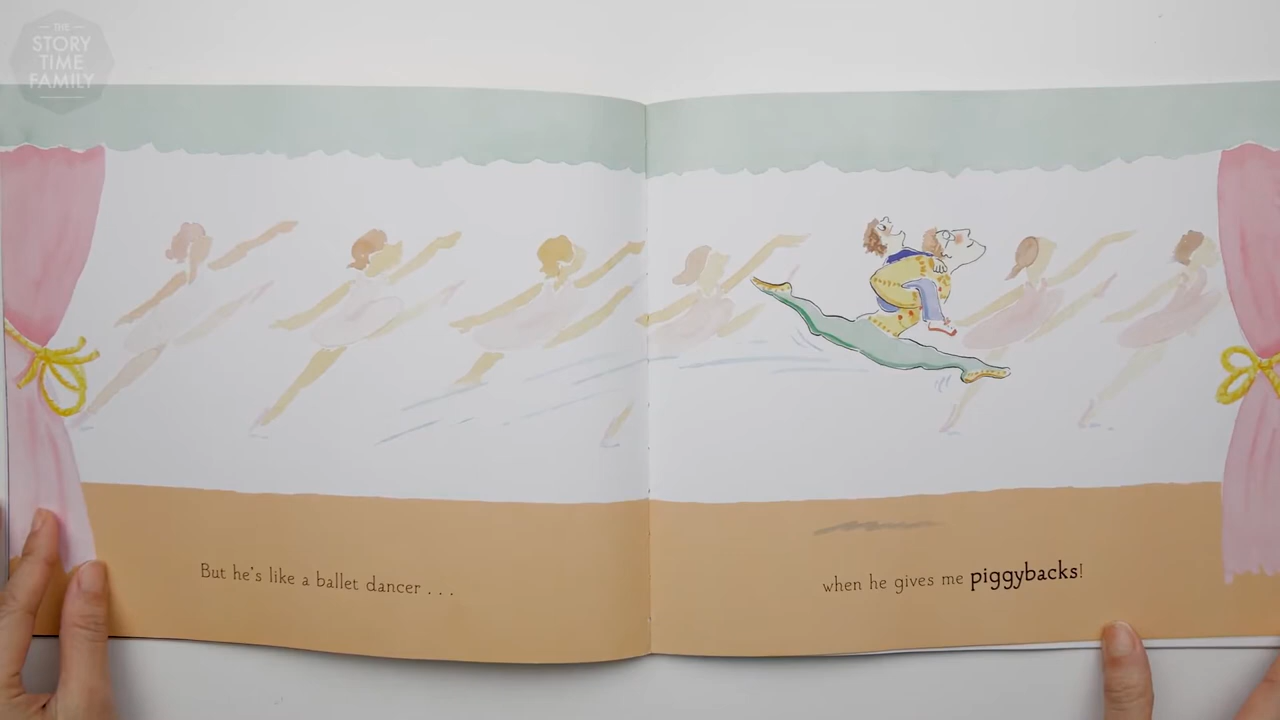 THE
STORY
TIME
FAMILY
But he's like a ballet dancer . . .
when he gives me piggybacks!